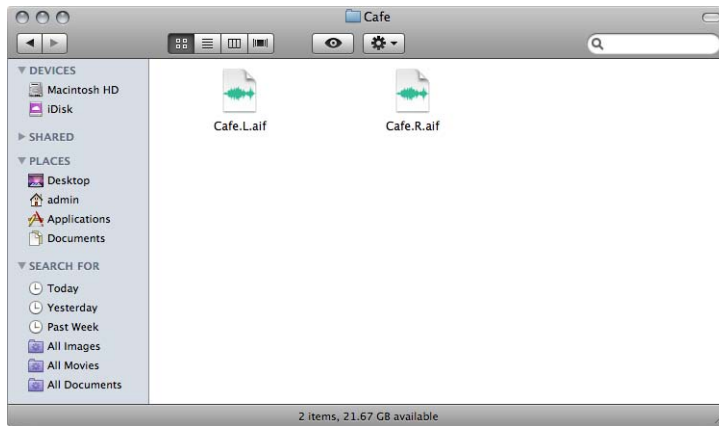 Cafe
DEVICES
Macintosh HD
iDisk
SHARED
PLACES
Desktop
admin
Applications
Documents
SEARCH FOR
Today
Yesterday
Past Week
All Images
All Movies
All Documents
Cafe.L.aif
Cafe.R.aif
2 items, 21.67 GB available